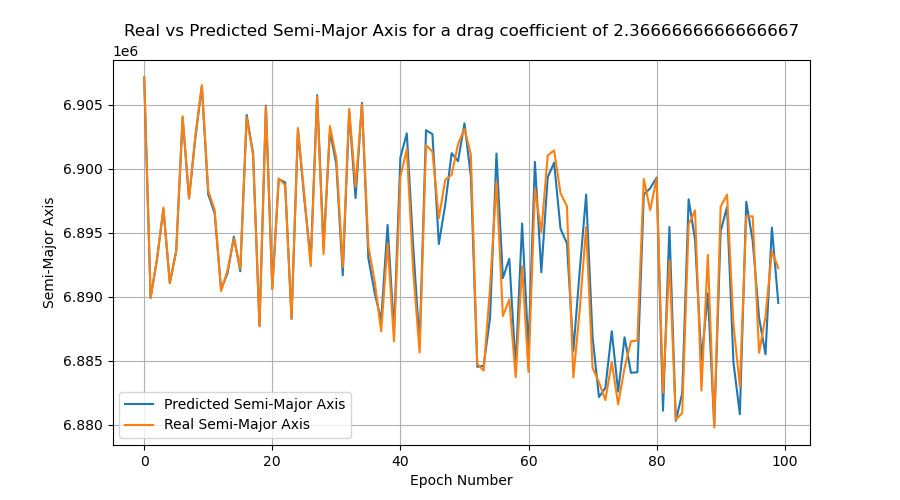 Real vs Predicted Semi-Major Axis for a drag coefficient of 2.3666666666666667
1e6
6.905
6.900
6.895
6.890
6.885
6.880
Semi-Major Axis
Predicted Semi-Major Axis
Real Semi-Major Axis
0 20 40 60 80 100
Epoch Number